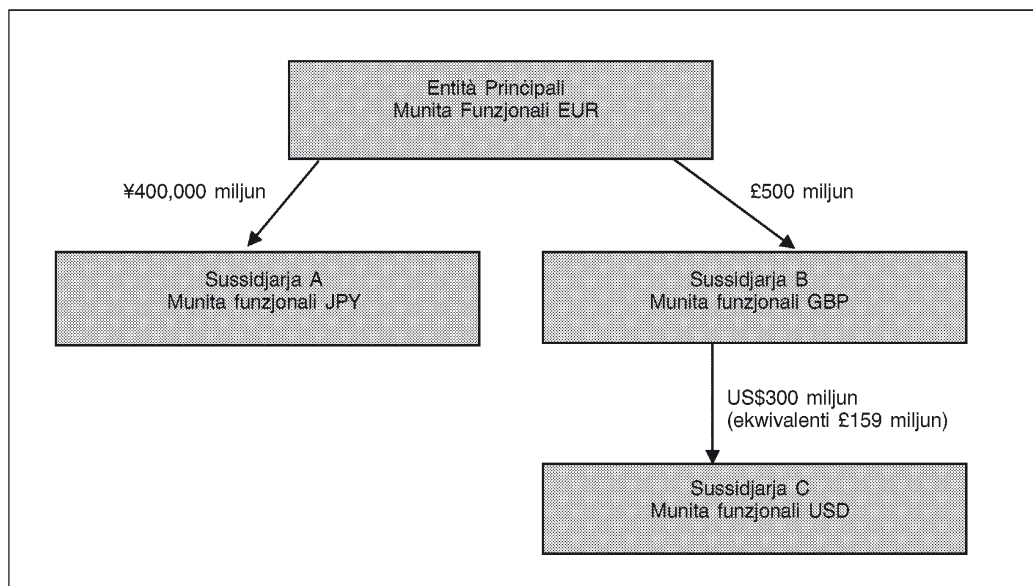 Entità Prinċipali
Munita Funzjonali EUR
¥400,000 miljun
£500 miljun
Sussidjarja A
Munita funzjonali JPY
Sussidjarja B
Munita funzjonali GBP
US$300 miljun
(ekwivalenti £159 miljun)
Sussidjarja C
Munita funzjonali USD